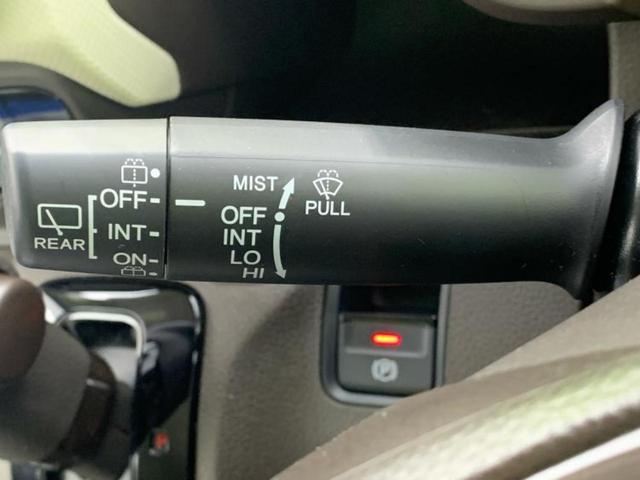 OFF
INT
ON
REAR
MIST
OFF
INT
LO
HI
PULL